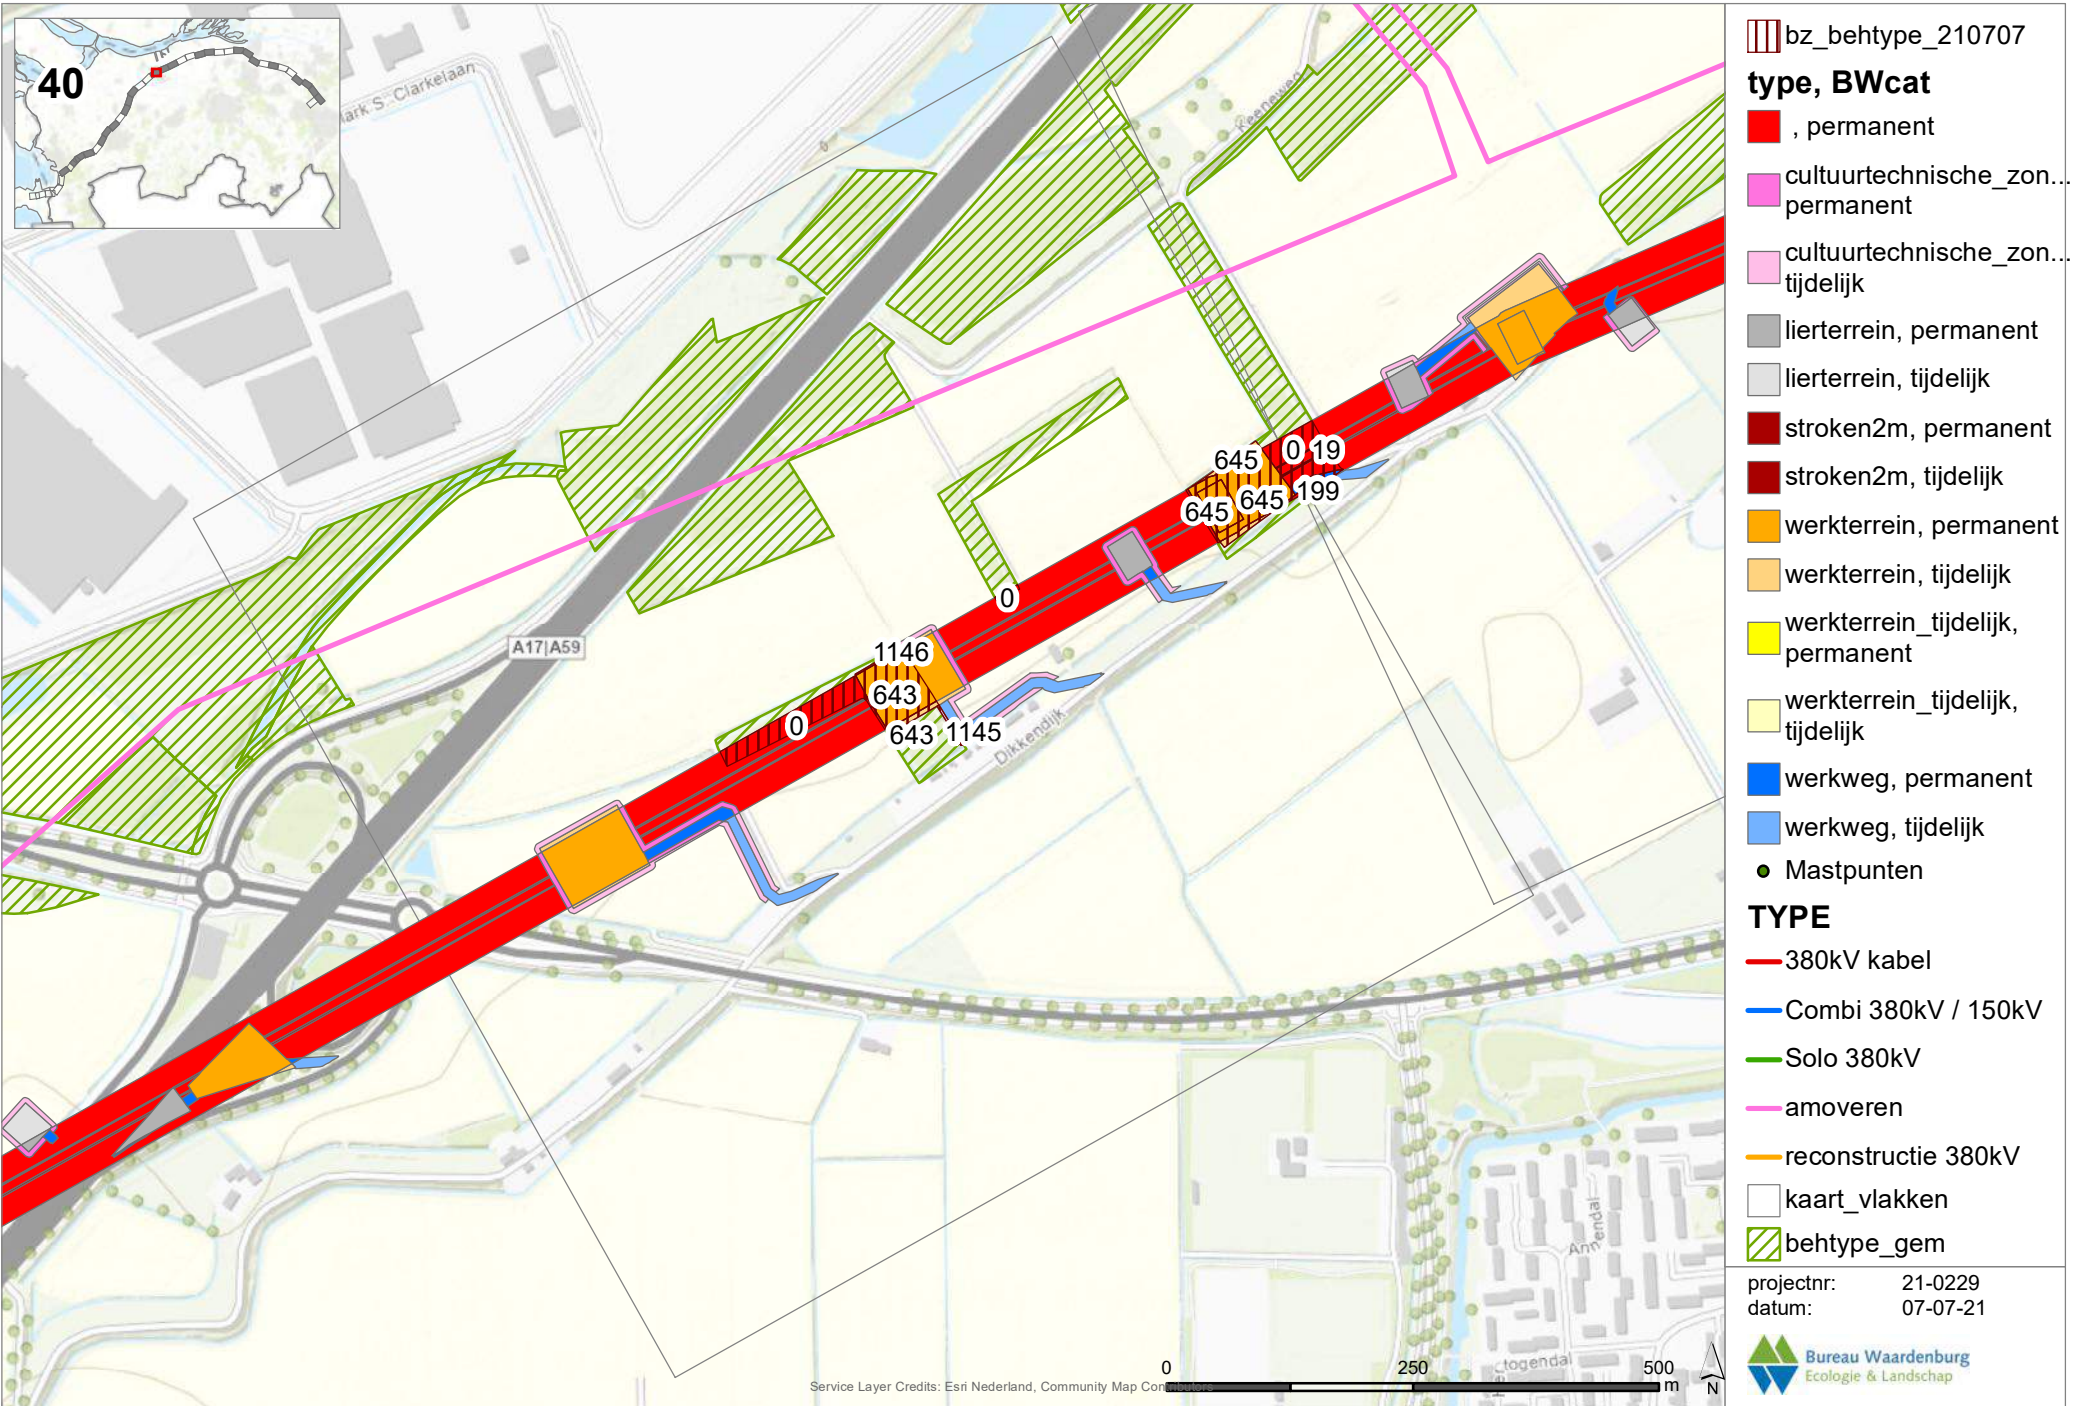 40
Mark S. Clarkelaan
Keeneweg
A17|A59
645
0
19
645
645
199
0
1146
643
0
643
1145
Dikkendijk
Annendal
togendal
Service Layer Credits: Esri Nederland, Community Map Contributors
0
250
500
m
N
bz_behtype_210707
type, BWcat
, permanent
cultuurtechnische_zon...
permanent
cultuurtechnische_zon...
tijdelijk
lierterrein, permanent
lierterrein, tijdelijk
stroken2m, permanent
stroken2m, tijdelijk
werkterrein, permanent
werkterrein, tijdelijk
werkterrein_tijdelijk,
permanent
werkterrein_tijdelijk,
tijdelijk
werkweg, permanent
werkweg, tijdelijk
Mastpunten
TYPE
380kV kabel
Combi 380kV / 150kV
Solo 380kV
amoveren
reconstructie 380kV
kaart_vlakken
behtype_gem
projectnr: 21-0229
datum: 07-07-21
Bureau Waardenburg
Ecologie & Landschap